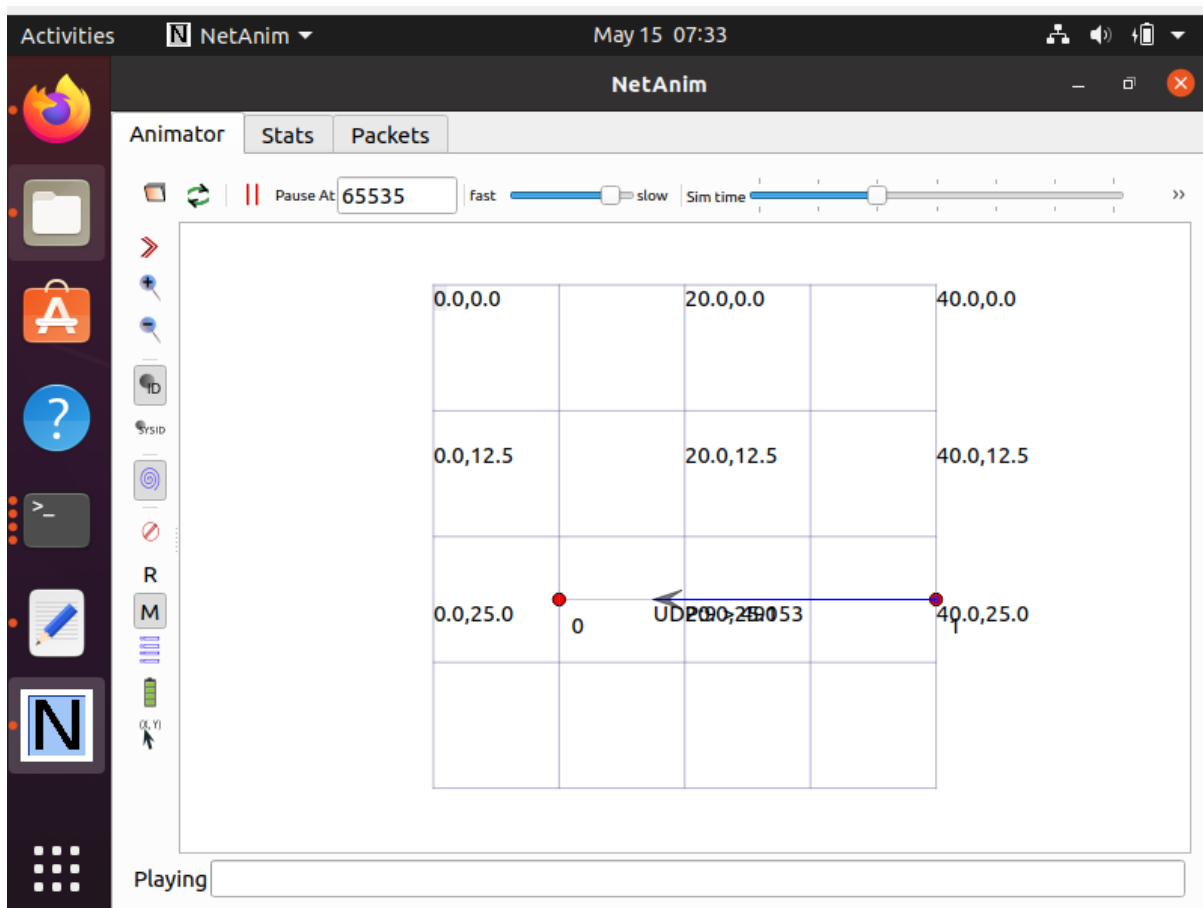 Activities NetAnim May 15 07:33
NetAnim
Animator Stats Packets
Pause At 65535 fast slow Sim time »
ID
SYSID
R
M
(X, Y)
0.0,0.0 20.0,0.0 40.0,0.0
0.0,12.5 20.0,12.5 40.0,12.5
0.0,25.0 40.0,25.0
0 1
Playing